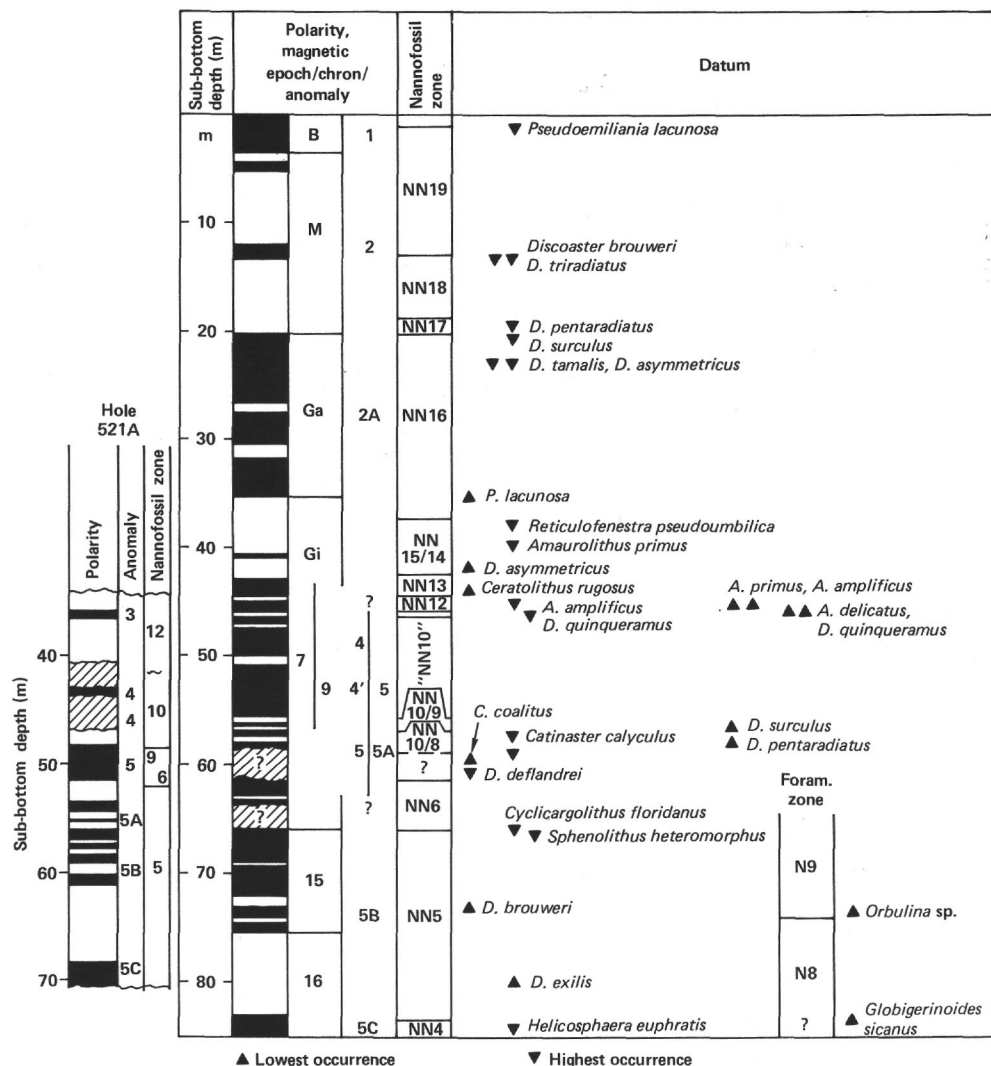 Sub-bottom depth (m)
Polarity, magnetic epoch/chron/ anomaly
Nannofossil zone
Datum
m
10
20
30
40
50
60
70
80
B
M
Ga
Gi
7
9
15
16
1
2
2A
?
4
4'
5
5
5A
?
5B
5C
?
?
NN19
NN18
NN17
NN16
NN 15/14
NN13
NN12
"NN10"
NN 10/9
NN 10/8
?
NN6
NN5
NN4
Pseudoemiliania lacunosa
Discoaster brouweri
D. triradiatus
D. pentaradiatus
D. surculus
D. tamalis, D. asymmetricus
P. lacunosa
Reticulofenestra pseudoumbilica
Amaurolithus primus
D. asymmetricus
Ceratolithus rugosus
A. primus, A. amplificus
A. amplificus
D. quinqueramus
A. delicatus,
D. quinqueramus
C. coalitus
Catinaster calyculus
D. surculus
D. pentaradiatus
D. deflandrei
Cyclicargolithus floridanus
Sphenolithus heteromorphus
D. brouweri
D. exilis
Helicosphaera euphratis
Foram. zone
N9
N8
?
Orbulina sp.
Globigerinoides
sicanus
Hole
521A
Sub-bottom depth (m)
Polarity
Anomaly
Nannofossil zone
40
50
60
70
3
4
4
5
5A
5B
5C
12
~
10
9
6
5
▲ Lowest occurrence
▼ Highest occurrence